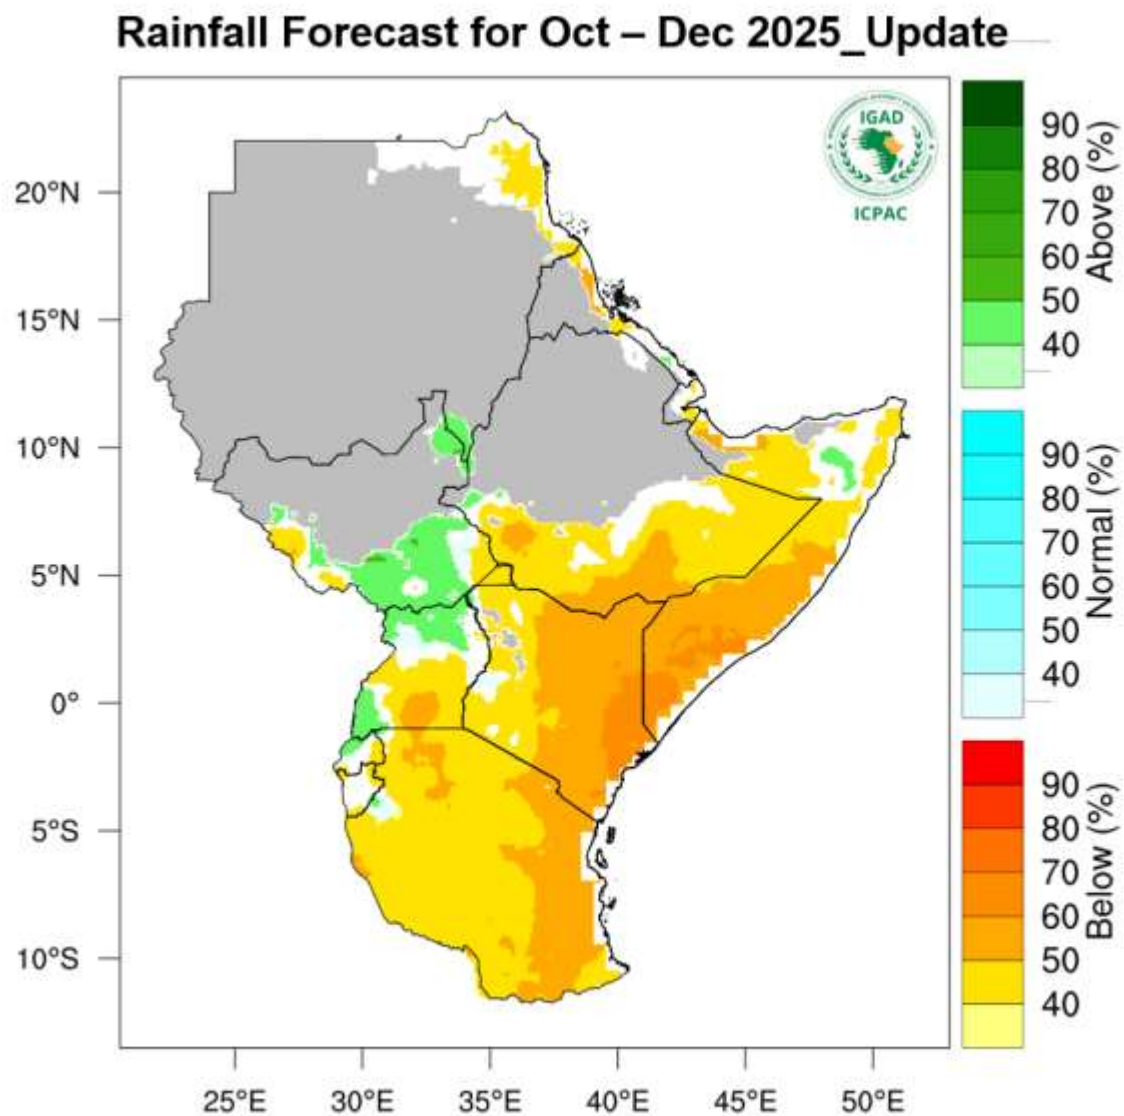 Rainfall Forecast for Oct – Dec 2025_Update
IGAD
ICPAC
20°N
15°N
10°N
5°N
0°
5°S
10°S
25°E
30°E
35°E
40°E
45°E
50°E
90
80
70
60
50
40
Above (%)
90
80
70
60
50
40
Normal (%)
90
80
70
60
50
40
Below (%)